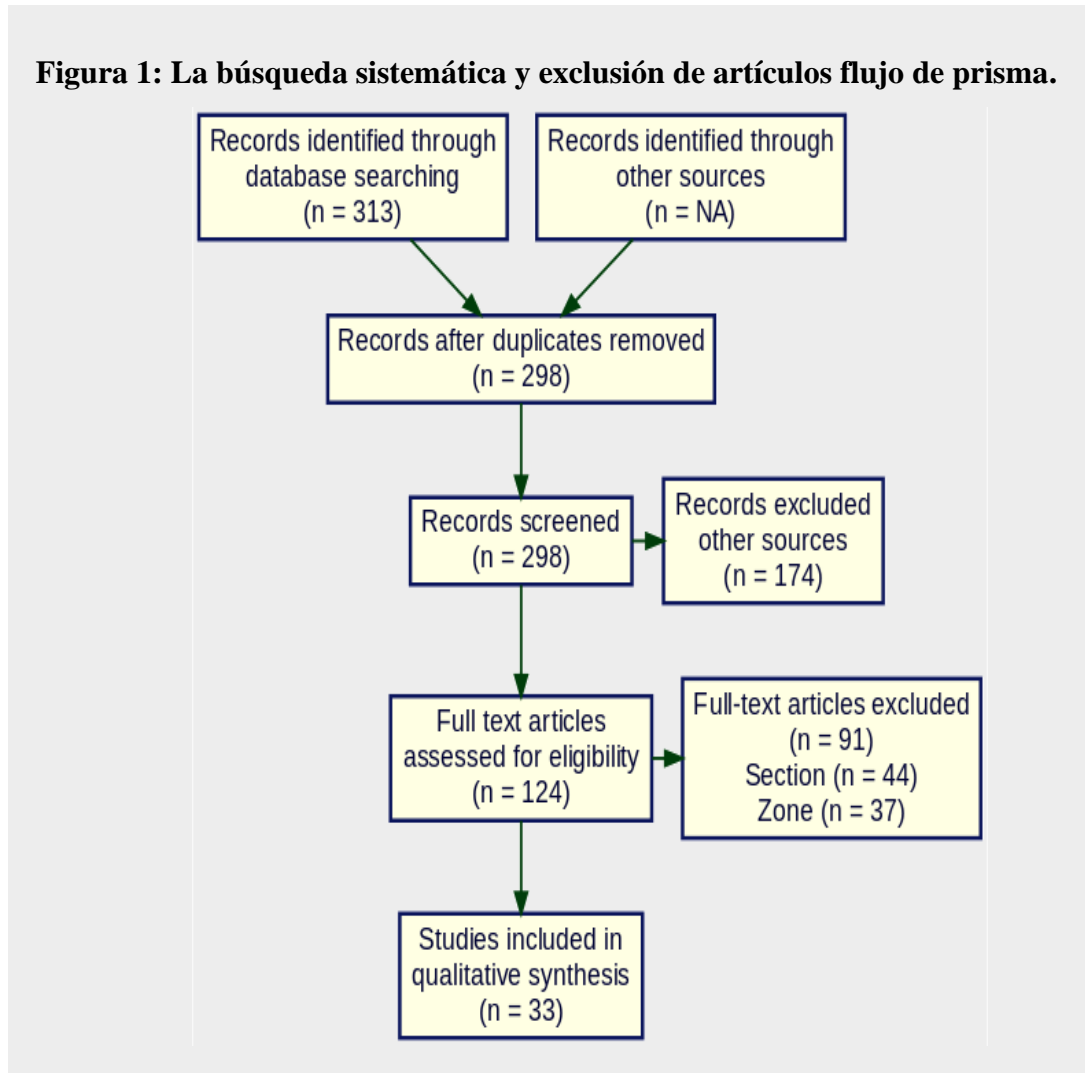 Figura 1: La búsqueda sistemática y exclusión de artículos flujo de prisma.
Records identified through
database searching
(n = 313)
Records identified through
other sources
(n = NA)
Records after duplicates removed
(n = 298)
Records screened
(n = 298)
Records excluded
other sources
(n = 174)
Full text articles
assessed for eligibility
(n = 124)
Full-text articles excluded
(n = 91)
Section (n = 44)
Zone (n = 37)
Studies included in
qualitative synthesis
(n = 33)